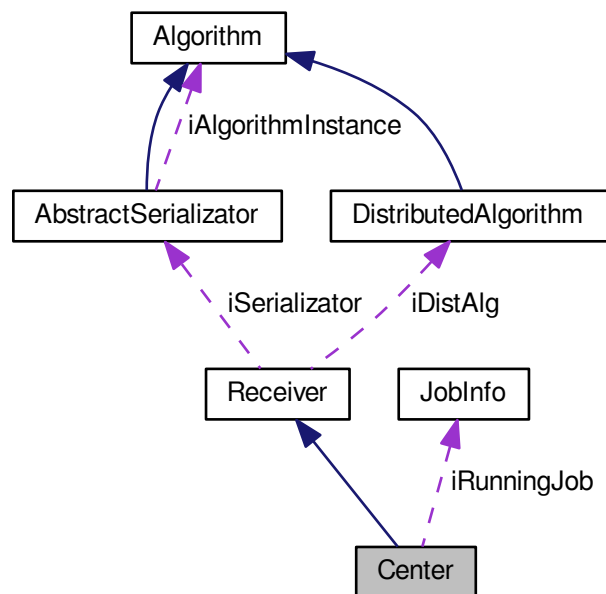 Algorithm
iAlgorithmInstance
AbstractSerializator
DistributedAlgorithm
iSerializator
iDistAlg
Receiver
JobInfo
iRunningJob
Center